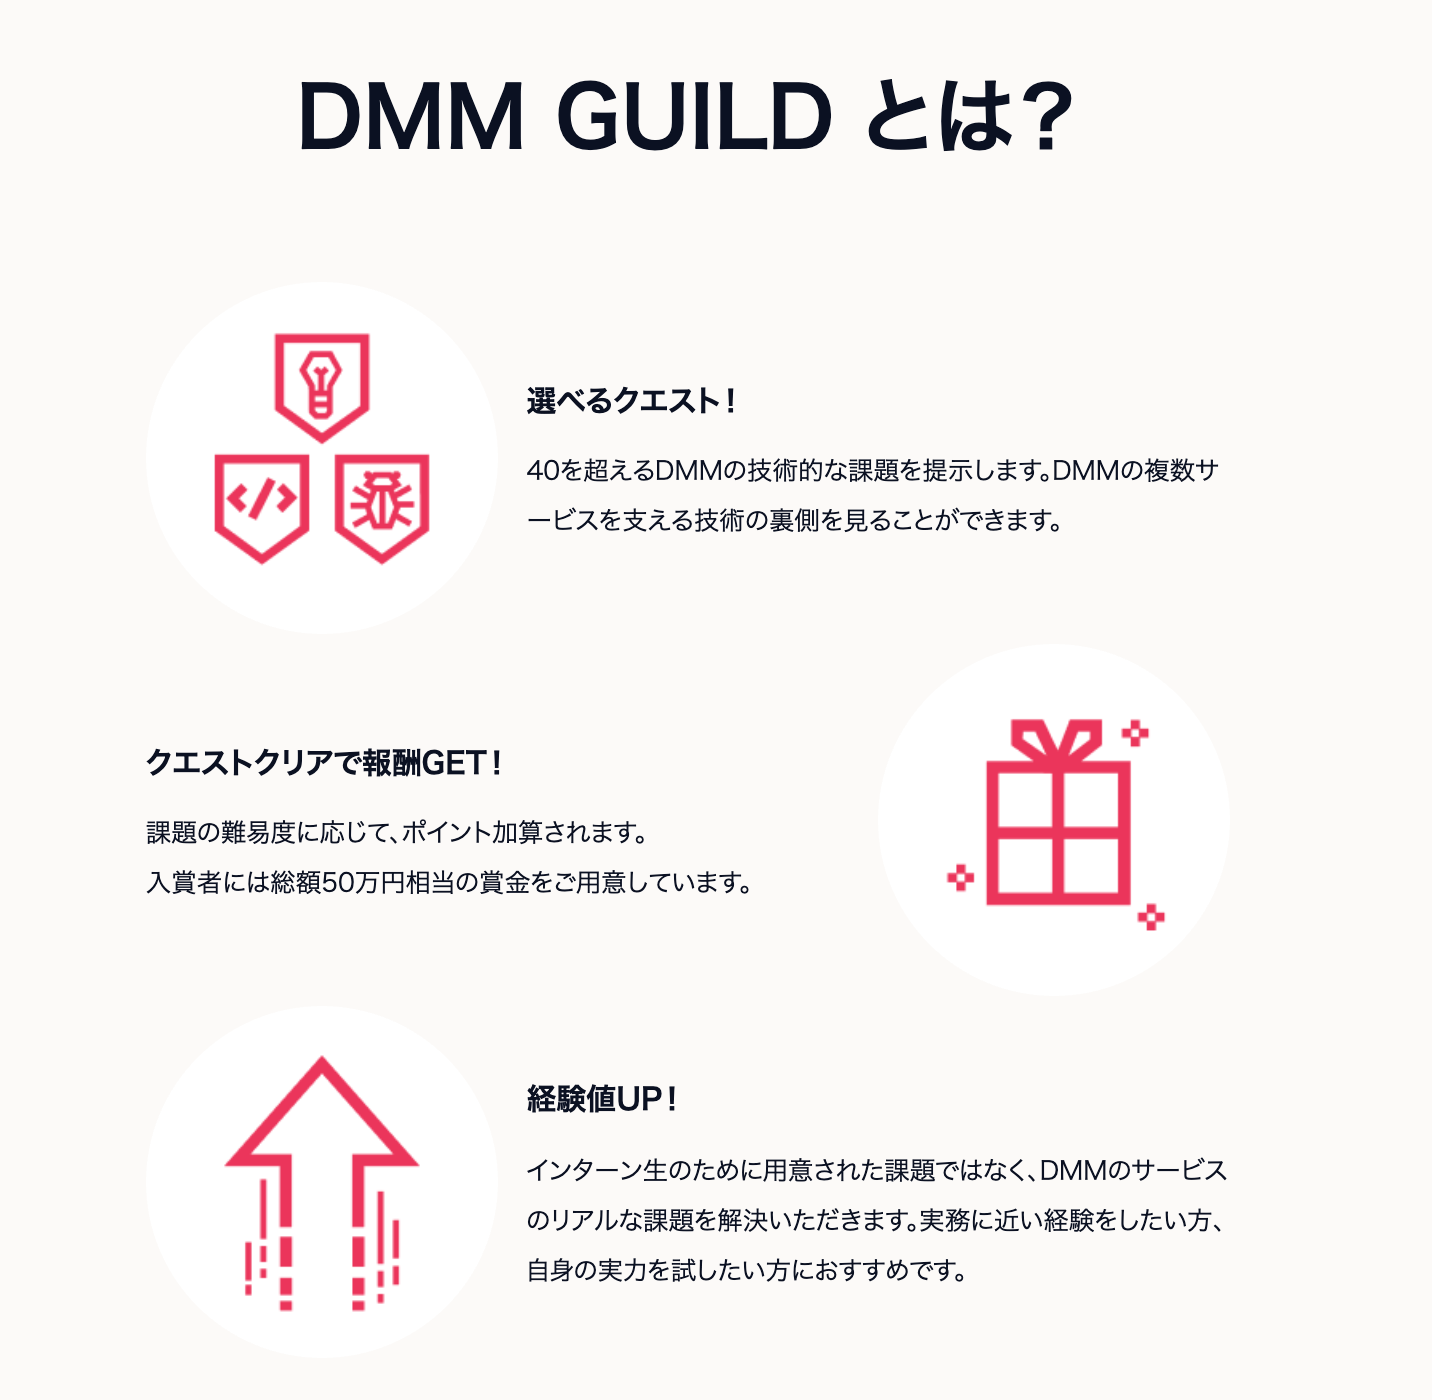 DMM GUILD とは?
選べるクエスト!
40を超えるDMMの技術的な課題を提示します。DMMの複数サ
ービスを支える技術の裏側を見ることができます。
クエストクリアで報酬GET!
課題の難易度に応じて、ポイント加算されます。
入賞者には総額50万円相当の賞金をご用意しています。
経験値UP!
インターン生のために用意された課題ではなく、DMMのサービス
のリアルな課題を解決いただきます。実務に近い経験をしたい方、
自身の実力を試したい方におすすめです。